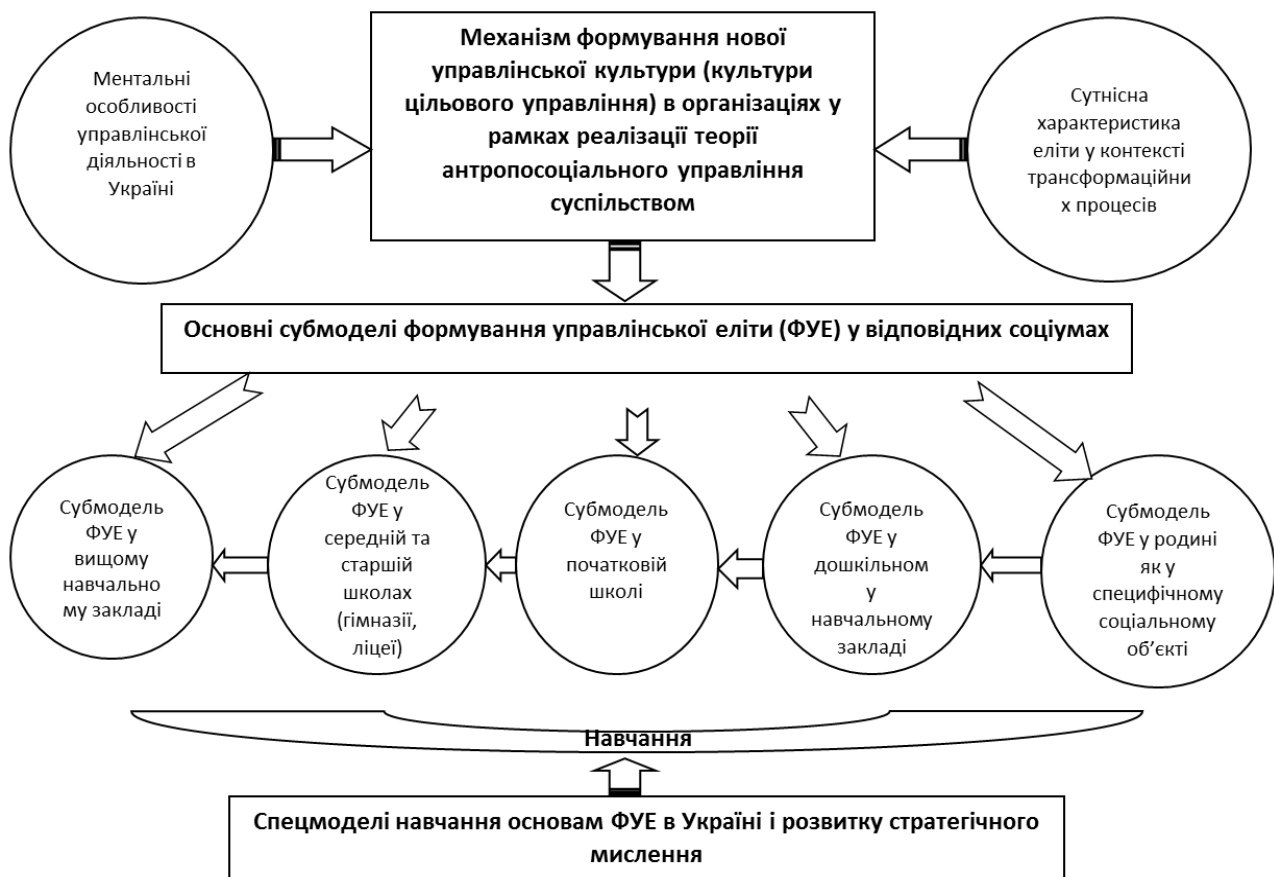 Ментальні
особливості
управлінської
діяльності в
Україні
Механізм формування нової
управлінської культури (культури
цільового управління) в організаціях у
рамках реалізації теорії
антропосоціального управління
суспільством
Сутнісна
характеристика
еліти у контексті
трансформаційни
х процесів
Основні субмоделі формування управлінської еліти (ФУЕ) у відповідних соціумах
Субмодель
ФУЕ у
вищому
навчально
му закладі
Субмодель
ФУЕ у
середній та
старшій
школах
(гімназії,
ліцеї)
Субмодель
ФУЕ у
початковій
школі
Субмодель
ФУЕ у
дошкільном
у
навчальному
закладі
Субмодель
ФУЕ у родині
як у
специфічному
соціальному
об’єкті
Навчання
Спецмоделі навчання основам ФУЕ в Україні і розвитку стратегічного
мислення